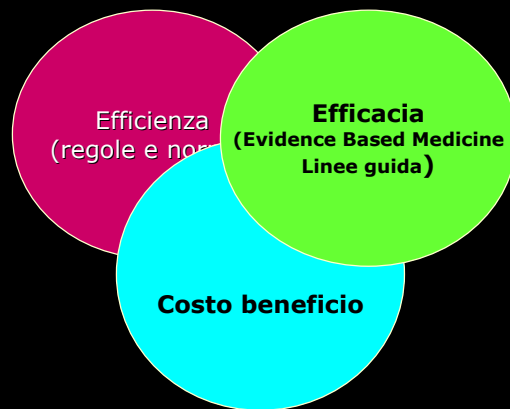 Efficienza
(regole e nor
Efficacia
(Evidence Based Medicine
Linee guida)
Costo beneficio